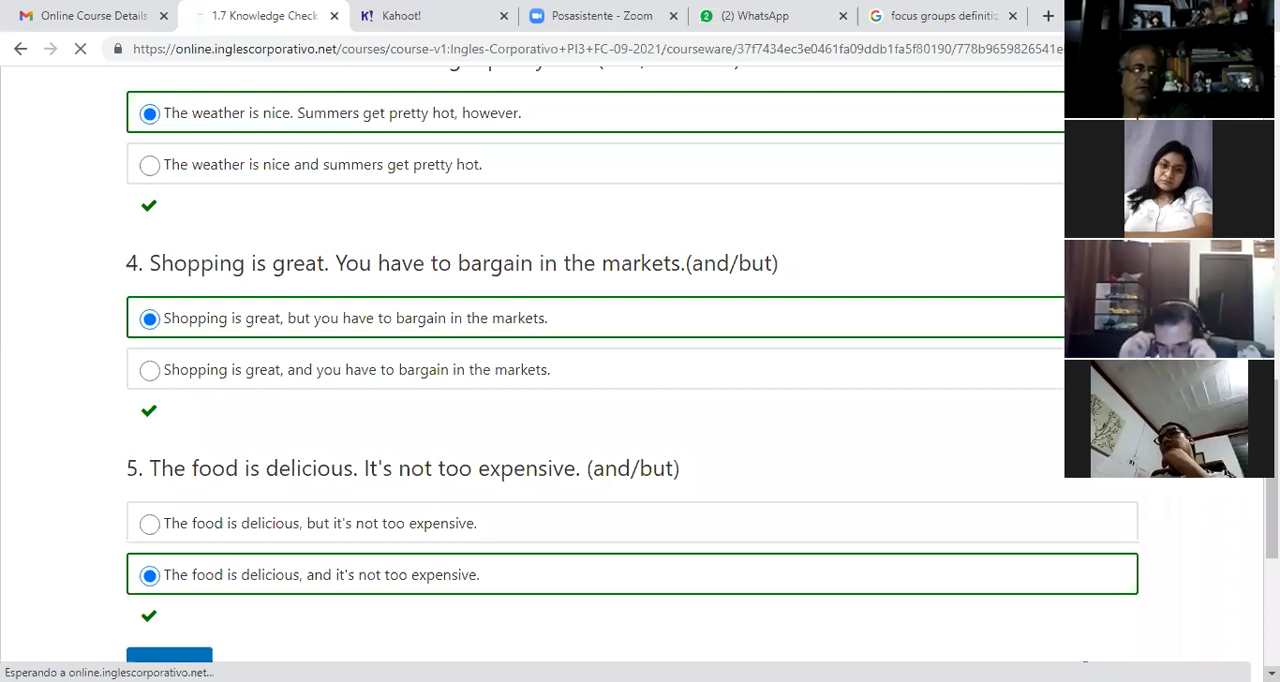 Online Course Details
1.7 Knowledge Check
Kahoot!
Posasistente - Zoom
(2) WhatsApp
focus groups definitic
https://online.inglescorporativo.net/courses/course-v1:Ingles-Corporativo+PI3+FC-09-2021/courseware/37f7434ec3e0461fa09ddb1fa5f80190/778b9659826541e
The weather is nice. Summers get pretty hot, however.
The weather is nice and summers get pretty hot.
4. Shopping is great. You have to bargain in the markets.(and/but)
Shopping is great, but you have to bargain in the markets.
Shopping is great, and you have to bargain in the markets.
5. The food is delicious. It's not too expensive. (and/but)
The food is delicious, but it's not too expensive.
The food is delicious, and it's not too expensive.
Esperando a online.inglescorporativo.net...